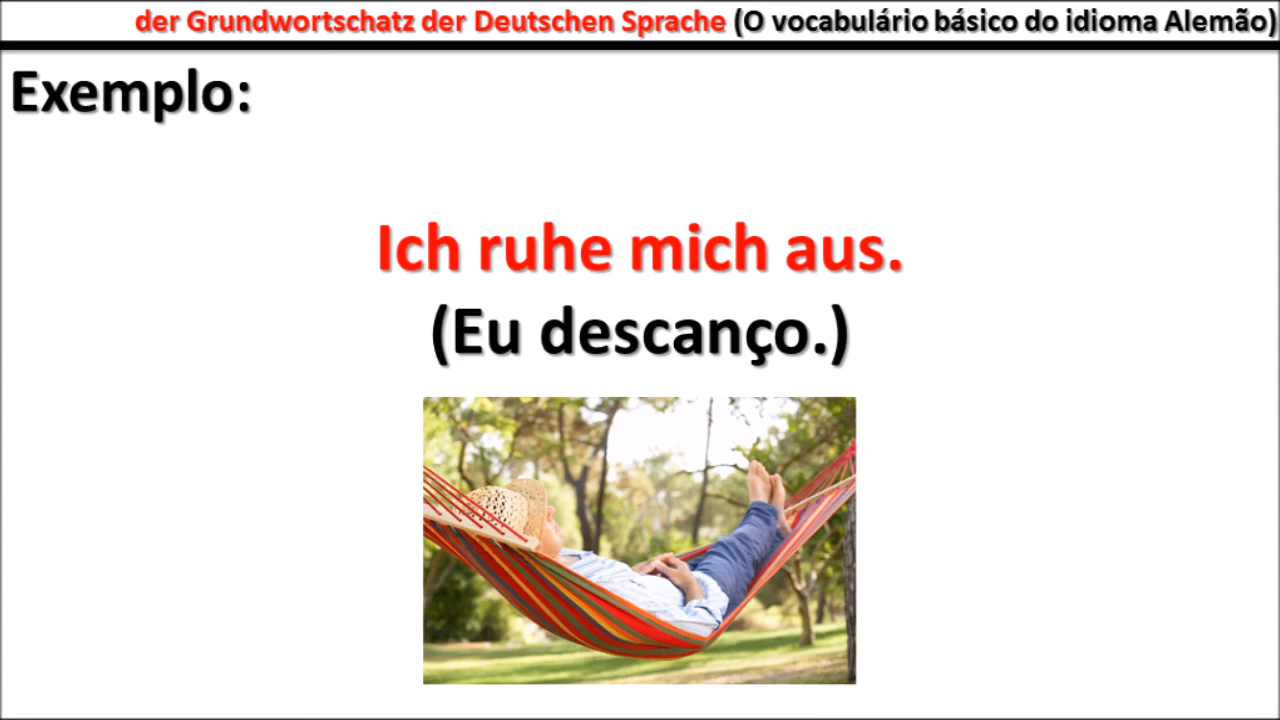 der Grundwortschatz der Deutschen Sprache (O vocabulário básico do idioma Alemão)
Exemplo:
Ich ruhe mich aus.
(Eu descanço.)